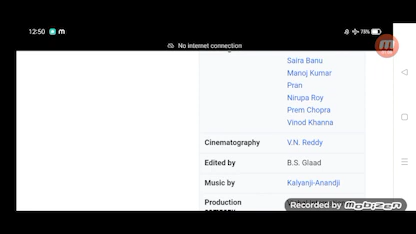 12:50
78%
No internet connection
Saira Banu
Manoj Kumar
Pran
Nirupa Roy
Prem Chopra
Vinod Khanna
Cinematography V.N. Reddy
Edited by B.S. Glaad
Music by Kalyanji-Anandji
Production
Recorded by mobizen